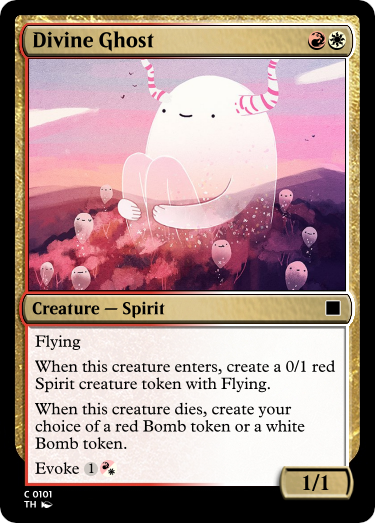 Divine Ghost
Creature — Spirit
Flying
When this creature enters, create a 0/1 red
Spirit creature token with Flying.
When this creature dies, create your
choice of a red Bomb token or a white
Bomb token.
Evoke 1
1/1
C 0101
TH